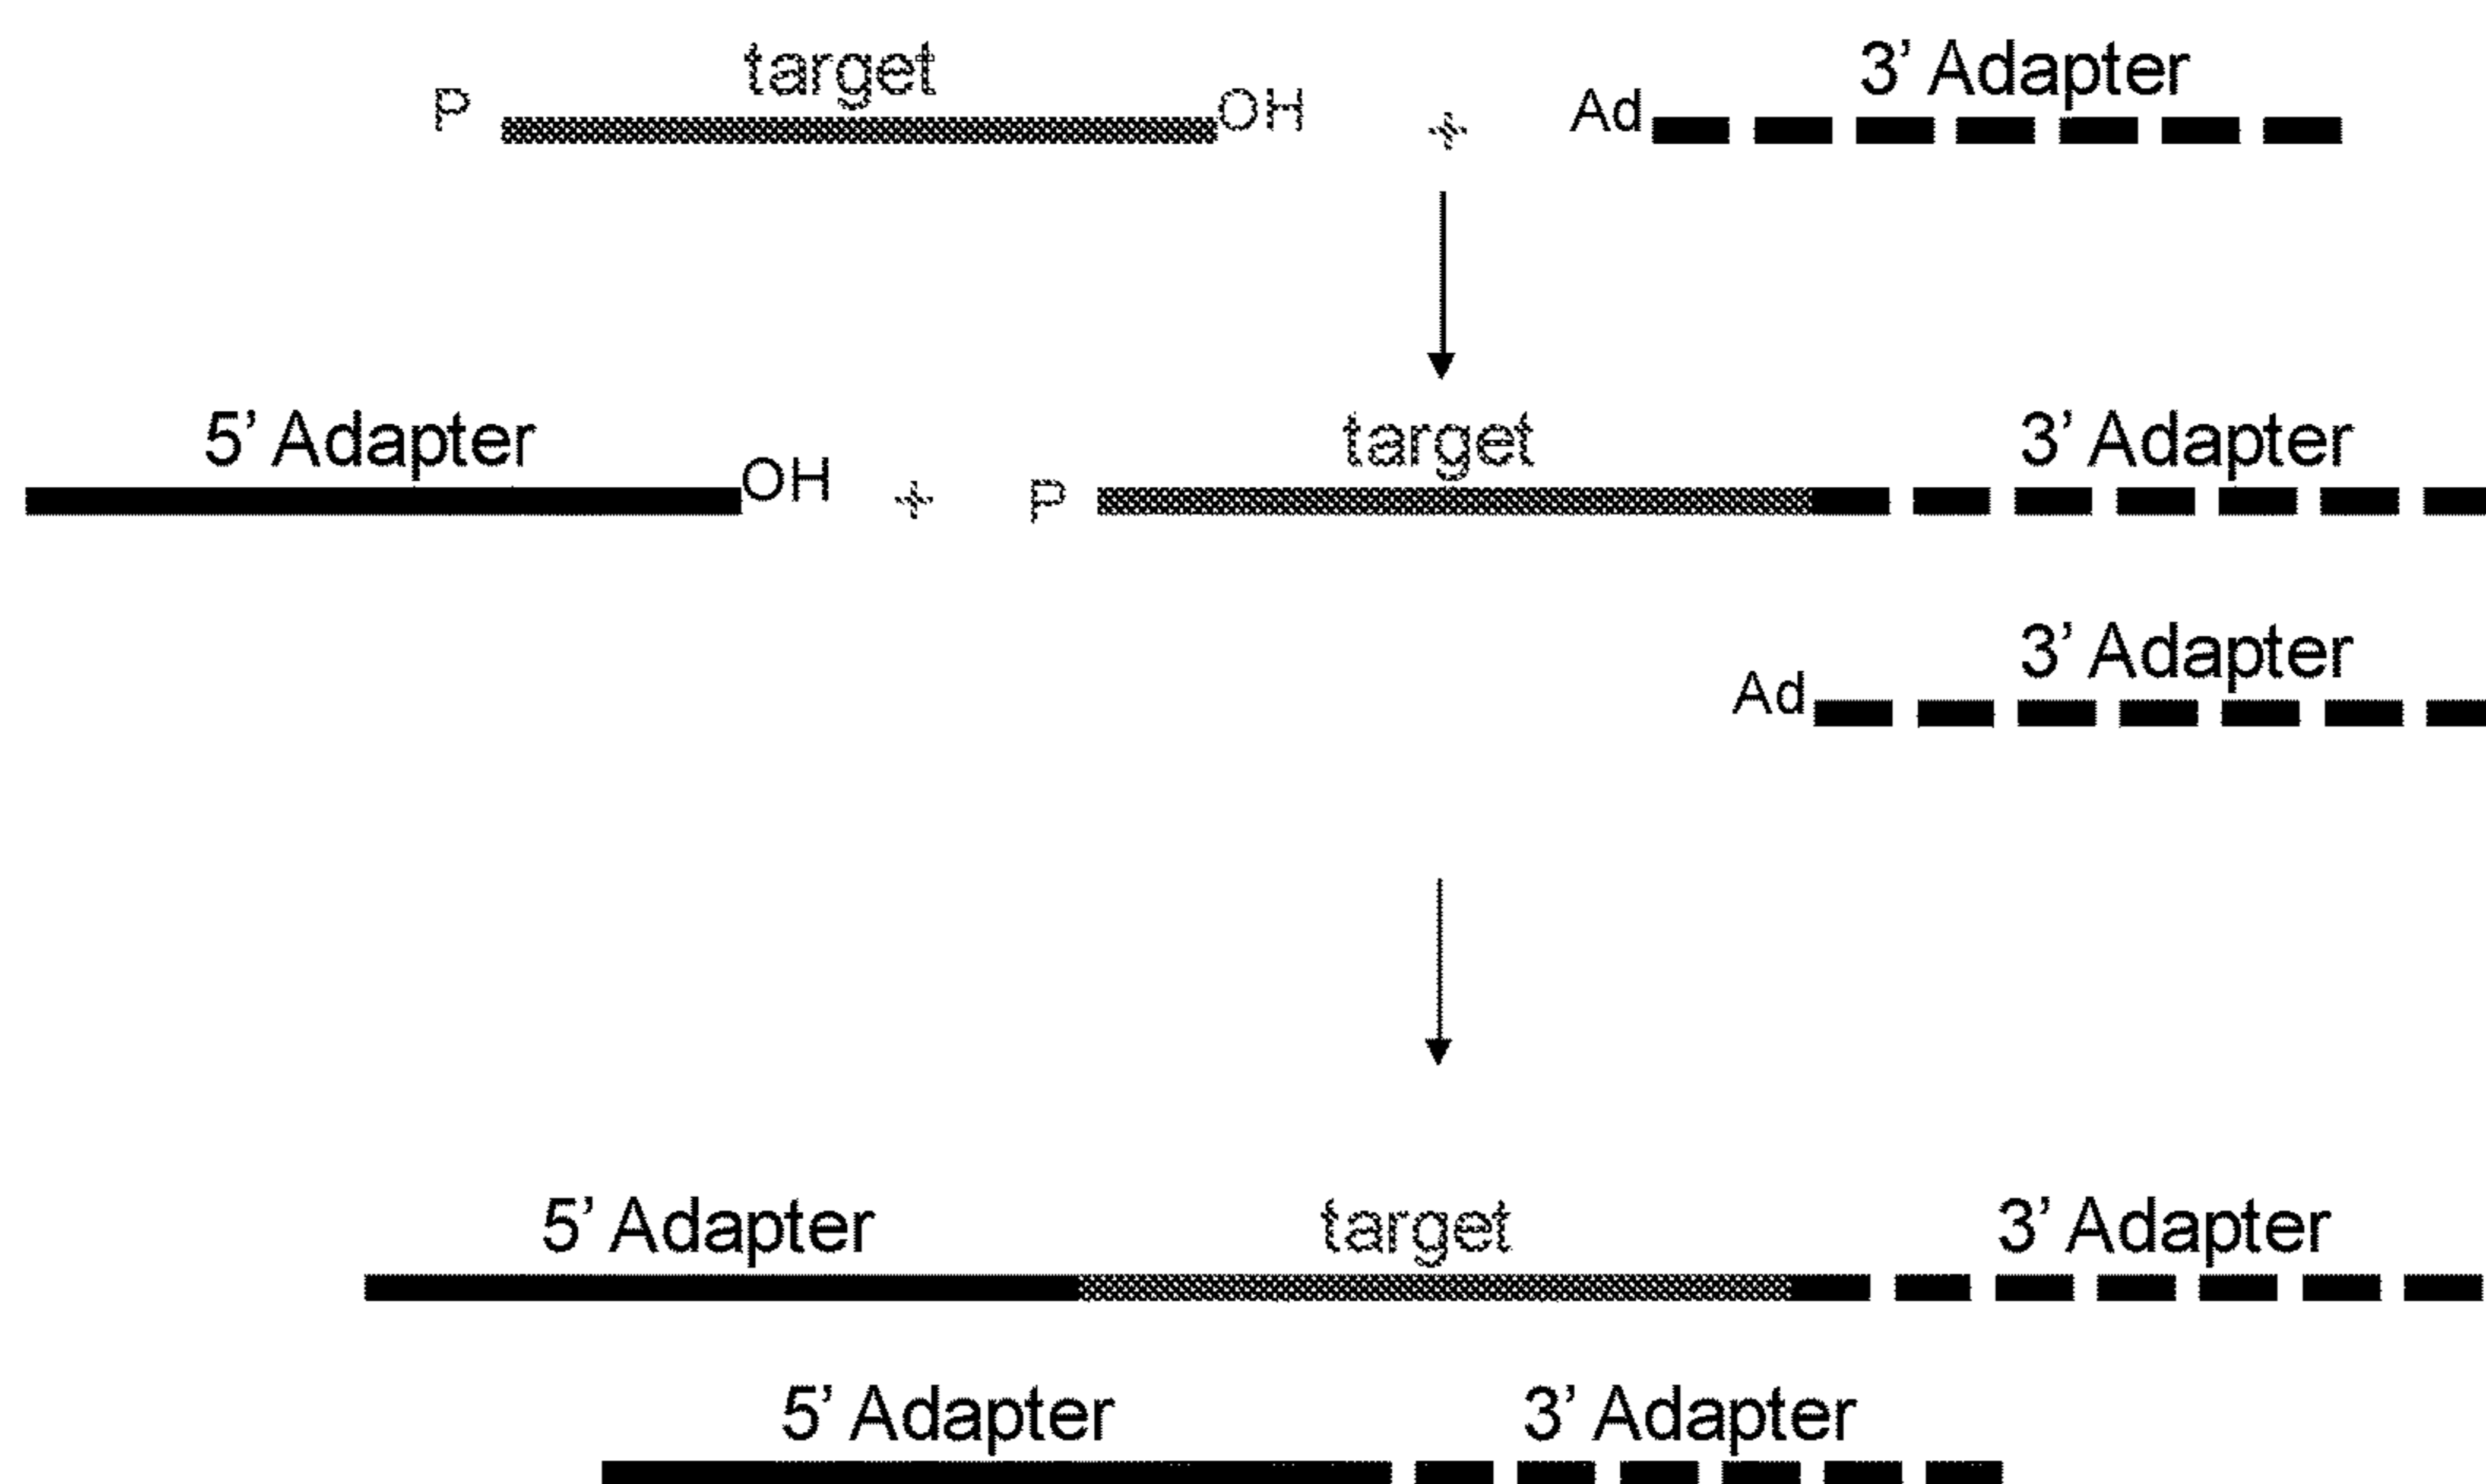 target 3’ Adapter
P OH + Ad
5’ Adapter target 3’ Adapter
OH + P
3’ Adapter
Ad
5’ Adapter target 3’ Adapter
5’ Adapter 3’ Adapter